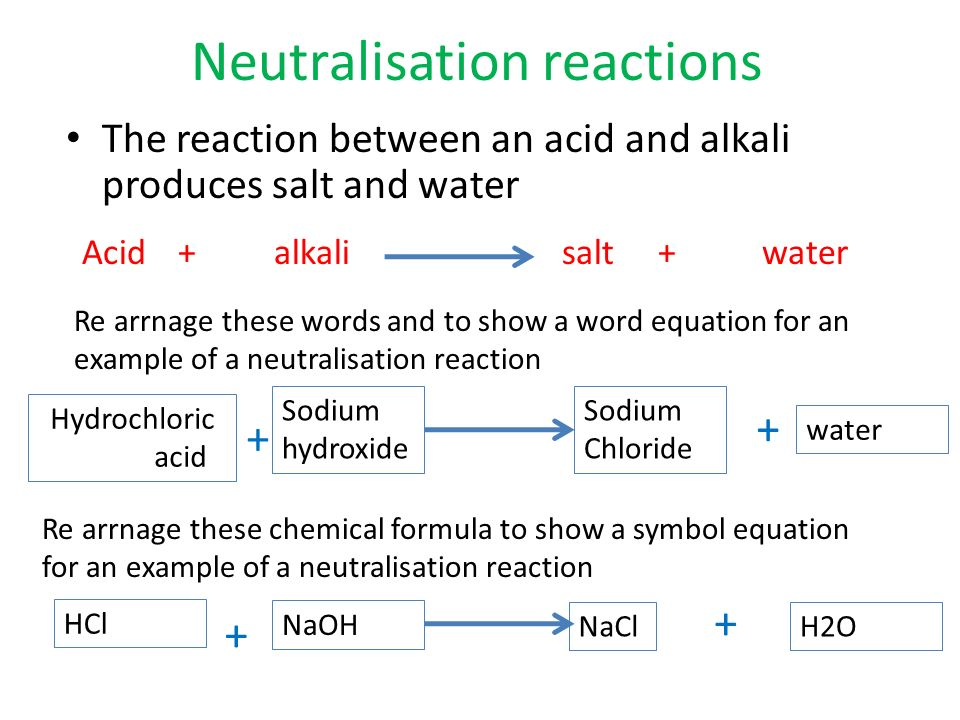 Neutralisation reactions
• The reaction between an acid and alkali
produces salt and water
Acid + alkali salt + water
Re arrnage these words and to show a word equation for an
example of a neutralisation reaction
Hydrochloric
acid
+
Sodium
hydroxide
Sodium
Chloride
+
water
Re arrnage these chemical formula to show a symbol equation
for an example of a neutralisation reaction
HCl
+
NaOH
NaCl
+
H2O